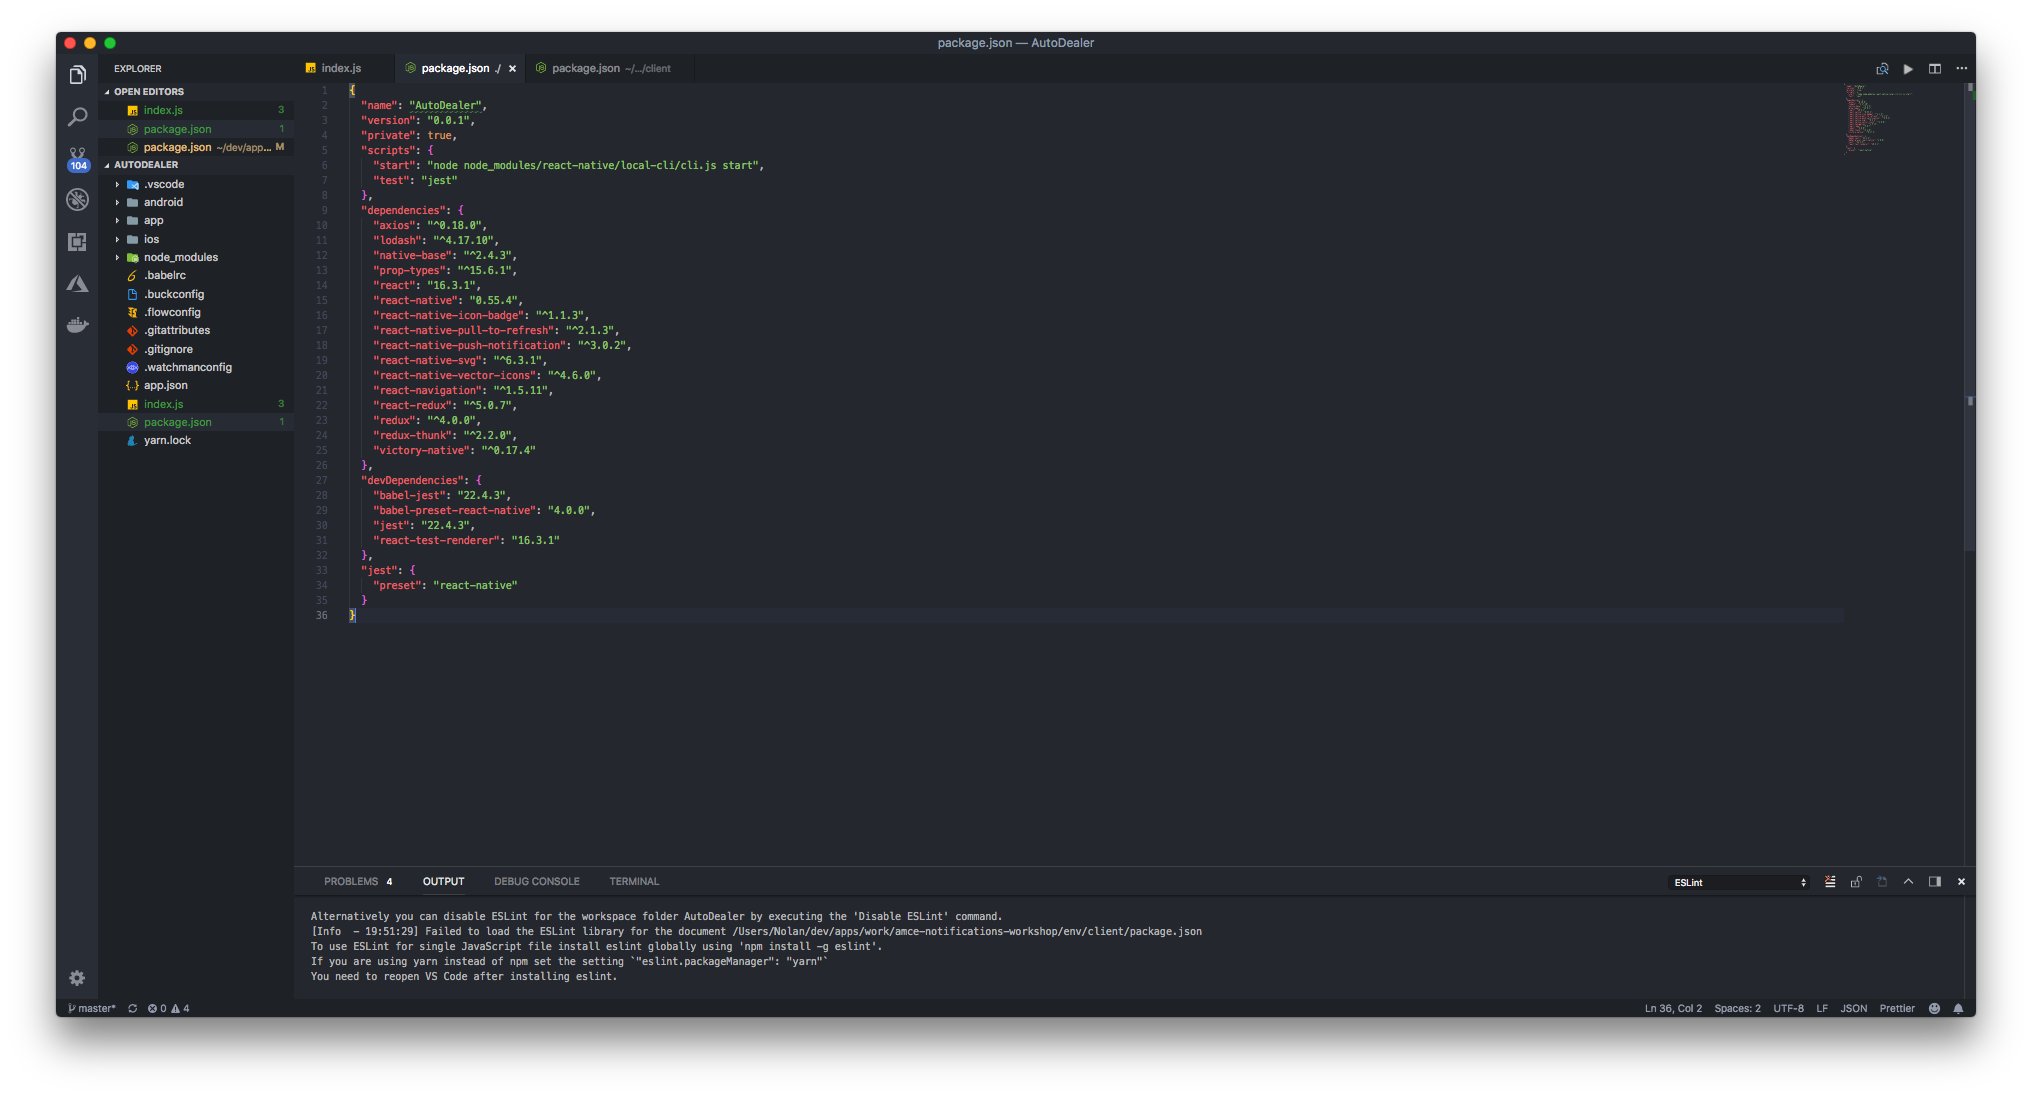 package.json — AutoDealer
EXPLORER
OPEN EDITORS
index.js 3
package.json 1
package.json ~/dev/app... M
104
AUTODEALER
.vscode
android
app
ios
node_modules
.babelrc
.buckconfig
.flowconfig
.gitattributes
.gitignore
.watchmanconfig
app.json
index.js 3
package.json 1
yarn.lock
index.js package.json ./ package.json ~/.../client
1 {
2 "name": "AutoDealer",
3 "version": "0.0.1",
4 "private": true,
5 "scripts": {
6 "start": "node node_modules/react-native/local-cli/cli.js start",
7 "test": "jest"
8 },
9 "dependencies": {
10 "axios": "^0.18.0",
11 "lodash": "^4.17.10",
12 "native-base": "^2.4.3",
13 "prop-types": "^15.6.1",
14 "react": "16.3.1",
15 "react-native": "0.55.4",
16 "react-native-icon-badge": "^1.1.3",
17 "react-native-pull-to-refresh": "^2.1.3",
18 "react-native-push-notification": "^3.0.2",
19 "react-native-svg": "^6.3.1",
20 "react-native-vector-icons": "^4.6.0",
21 "react-navigation": "^1.5.11",
22 "react-redux": "^5.0.7",
23 "redux": "^4.0.0",
24 "redux-thunk": "^2.2.0",
25 "victory-native": "^0.17.4"
26 },
27 "devDependencies": {
28 "babel-jest": "22.4.3",
29 "babel-preset-react-native": "4.0.0",
30 "jest": "22.4.3",
31 "react-test-renderer": "16.3.1"
32 },
33 "jest": {
34 "preset": "react-native"
35 }
36 }
PROBLEMS 4 OUTPUT DEBUG CONSOLE TERMINAL ESLint
Alternatively you can disable ESLint for the workspace folder AutoDealer by executing the 'Disable ESLint' command.
[Info  - 19:51:29] Failed to load the ESLint library for the document /Users/Nolan/dev/apps/work/amce-notifications-workshop/env/client/package.json
To use ESLint for single JavaScript file install eslint globally using 'npm install -g eslint'.
If you are using yarn instead of npm set the setting `"eslint.packageManager": "yarn"`
You need to reopen VS Code after installing eslint.
master* 0 4 Ln 36, Col 2 Spaces: 2 UTF-8 LF JSON Prettier